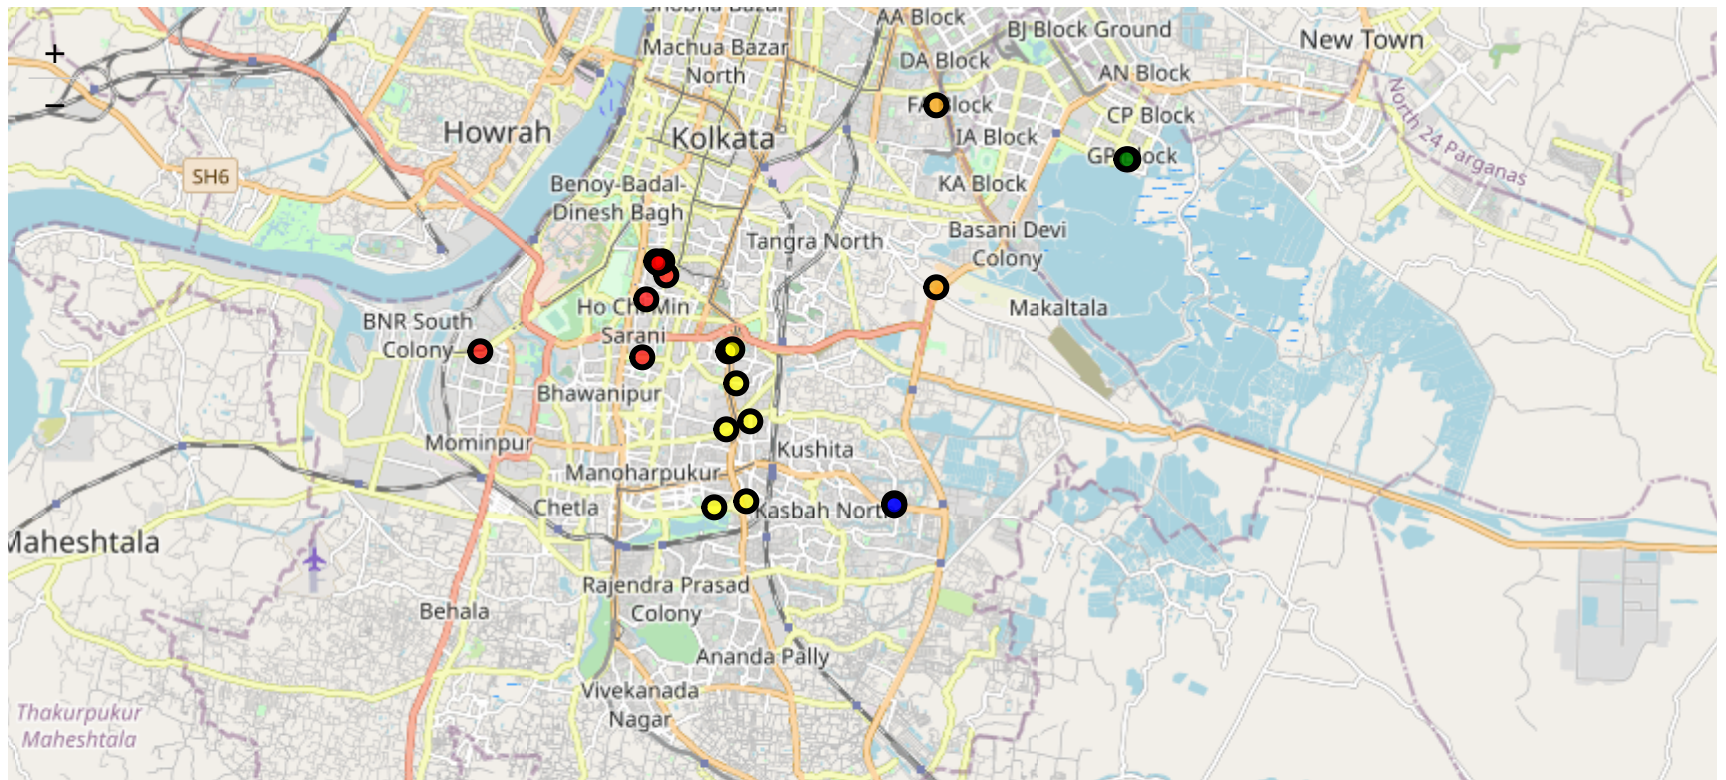 Shobha Bazar
AA Block
BJ Block Ground
New Town
+
Machua Bazar
North
DA Block
AN Block
−
Howrah
Kolkata
FA Block
CP Block
North 24 Parganas
IA Block
GP Block
SH6
Benoy-Badal-
Dinesh Bagh
KA Block
Tangra North
Basani Devi
Colony
Ho Chi Min
Sarani
Makaltala
BNR South
Colony
Bhawanipur
Mominpur
Kushita
Manoharpukur
Chetla
Kasbah North
Maheshtala
Rajendra Prasad
Colony
Behala
Ananda Pally
Vivekanada
Nagar
Thakurpukur
Maheshtala